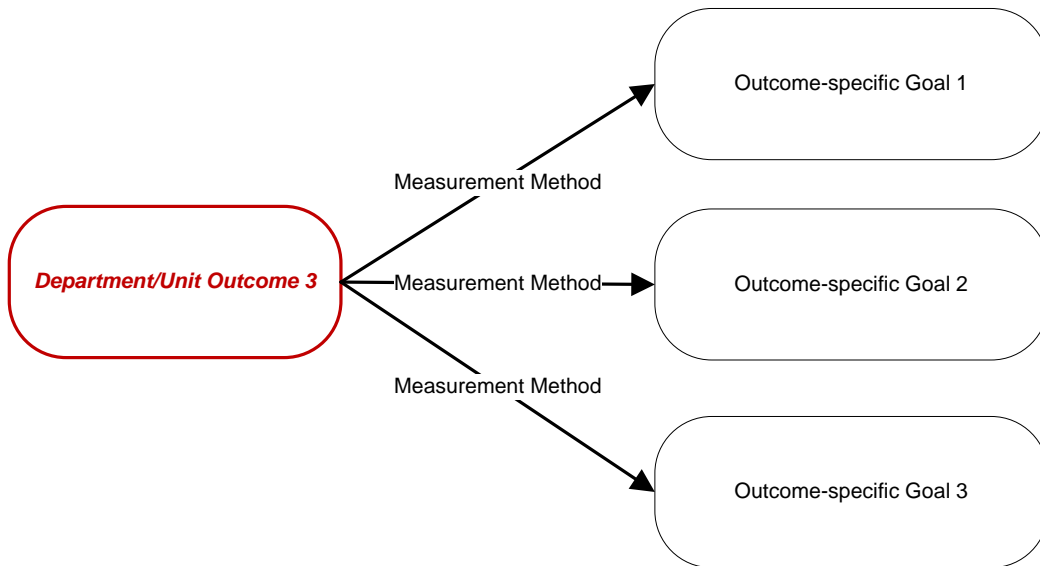 Outcome-specific Goal 1
Measurement Method
Department/Unit Outcome 3
Measurement Method
Outcome-specific Goal 2
Measurement Method
Outcome-specific Goal 3